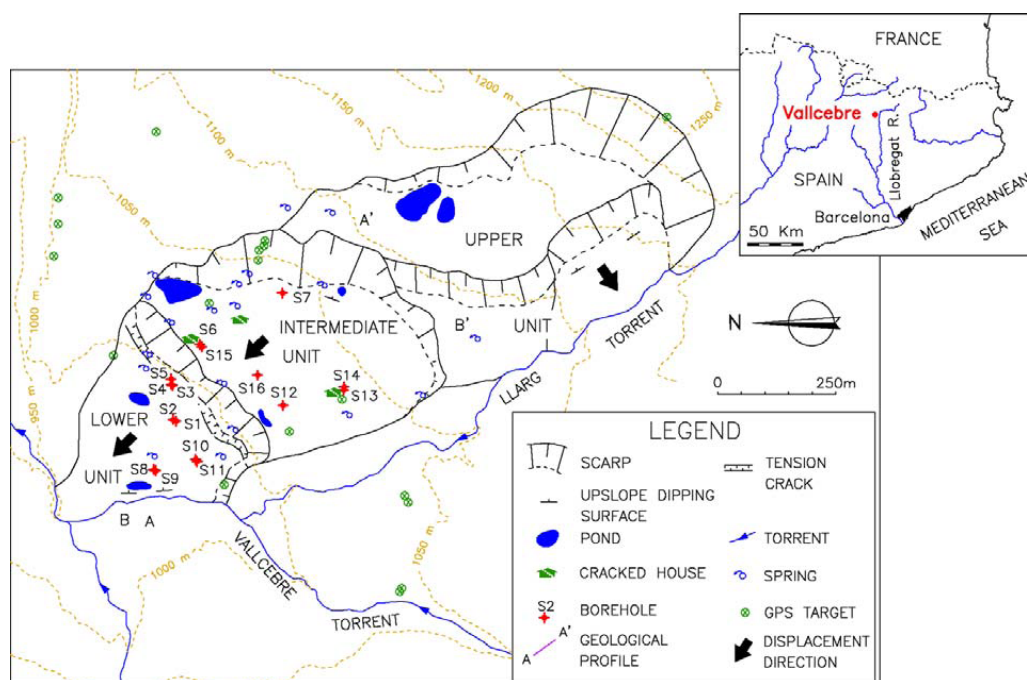 1200 m
1150 m
1100 m
1250 m
1050 m
1000 m
950 m
1000 m
1050 m
A'
UPPER
UNIT
B'
S7
INTERMEDIATE
UNIT
S6
S15
S5
S4
S3
S16
S12
S14
S13
S2
S1
LOWER
UNIT
S10
S11
S8
S9
B A
LLARG
TORRENT
VALLCEBRE
TORRENT
N
0 250m
FRANCE
Vallcebre
Llobregat R.
SPAIN
Barcelona
MEDITERRANEAN
SEA
50 Km
LEGEND
SCARP
TENSION
CRACK
UPSLOPE DIPPING
SURFACE
POND
TORRENT
CRACKED HOUSE
SPRING
S2
BOREHOLE
GPS TARGET
A A'
GEOLOGICAL
PROFILE
DISPLACEMENT
DIRECTION